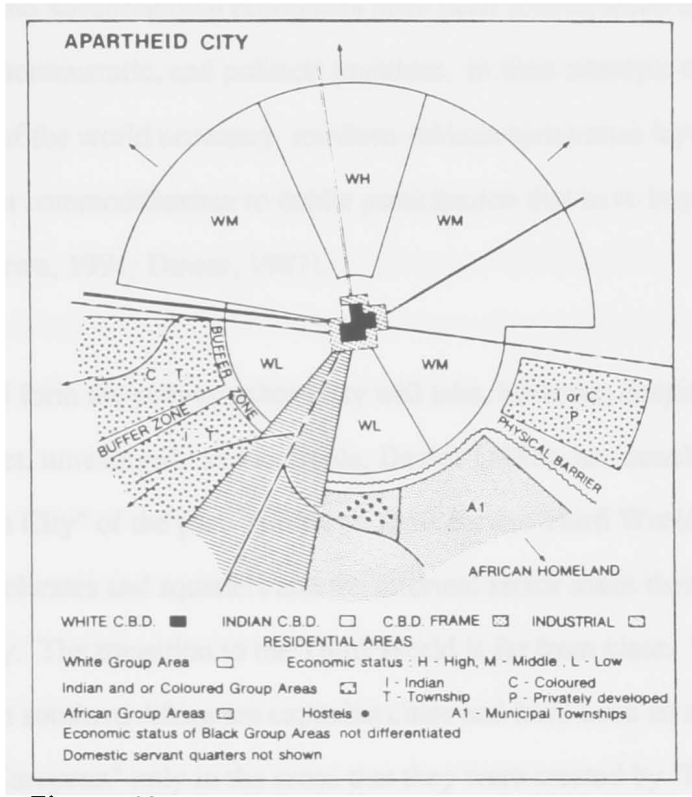 APARTHEID CITY
WH
WM
WM
WL
WM
WL
C T
BUFFER ZONE
BUFFER ZONE
I T
I or C
P
PHYSICAL BARRIER
A1
AFRICAN HOMELAND
WHITE C.B.D. INDIAN C.B.D. C.B.D. FRAME INDUSTRIAL
RESIDENTIAL AREAS
White Group Area Economic status : H - High, M - Middle , L - Low
Indian and or Coloured Group Areas I - Indian C - Coloured
T - Township P - Privately developed
African Group Areas Hostels A1 - Municipal Townships
Economic status of Black Group Areas not differentiated
Domestic servant quarters not shown